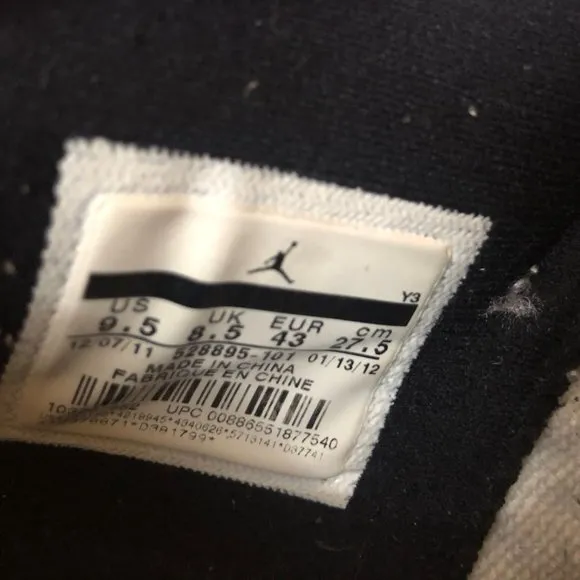 Y3
US UK EUR cm
9.5 8.5 43 27.5
12/07/11 528895-101 01/13/12
MADE IN CHINA
FABRIQUE EN CHINE
UPC 00886551877540